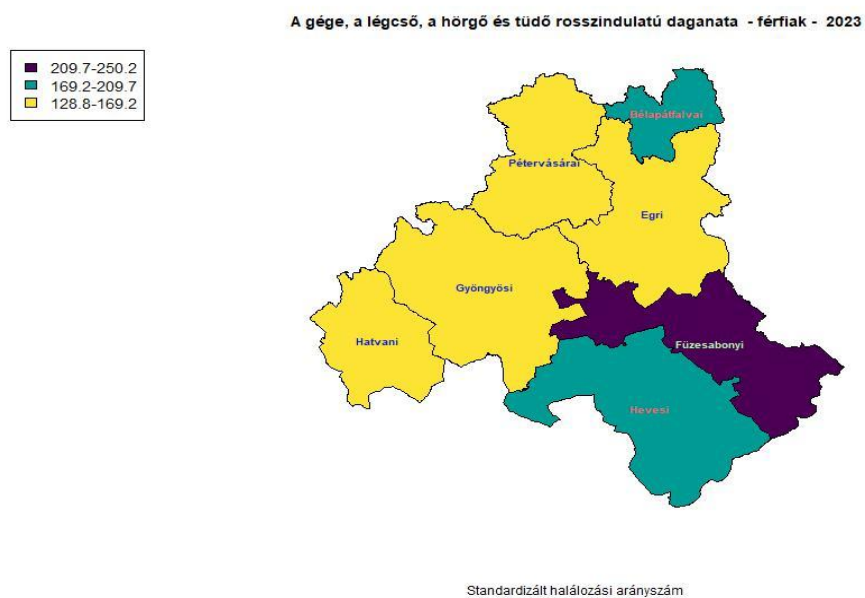 A gége, a légcső, a hörgő és tüdő rosszindulatú daganata - férfiak - 2023
209.7-250.2
169.2-209.7
128.8-169.2
Bélapátfalvai
Pétervásárai
Egri
Gyöngyösi
Hatvani
Füzesabonyi
Hevesi
Standardizált halálozási arányszám